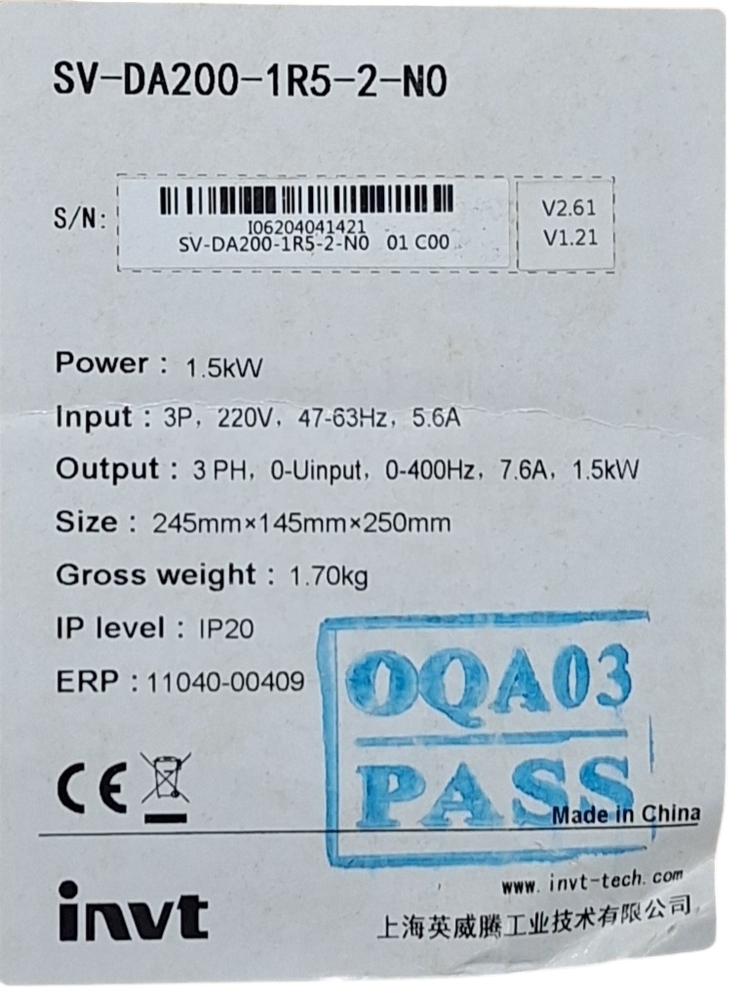 SV-DA200-1R5-2-N0
S/N:
I06204041421
SV-DA200-1R5-2-N0 01 C00
V2.61
V1.21
Power : 1.5kW
Input : 3P, 220V, 47-63Hz, 5.6A
Output : 3 PH, 0-Uinput, 0-400Hz, 7.6A, 1.5kW
Size : 245mm×145mm×250mm
Gross weight : 1.70kg
IP level : IP20
ERP : 11040-00409
OQA03
PASS
CE
Made in China
invt
www.invt-tech.com
上海英威腾工业技术有限公司